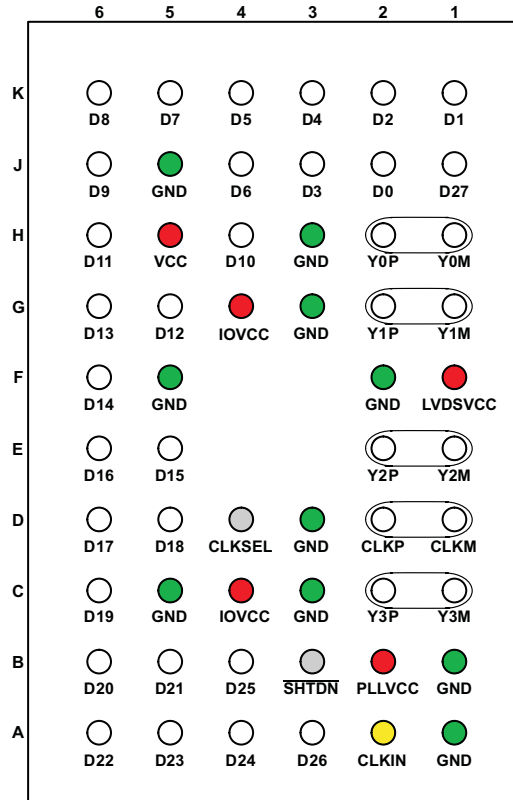 6 5 4 3 2 1
K
D8 D7 D5 D4 D2 D1
J
D9 GND D6 D3 D0 D27
H
D11 VCC D10 GND Y0P Y0M
G
D13 D12 IOVCC GND Y1P Y1M
F
D14 GND GND LVDSVCC
E
D16 D15 Y2P Y2M
D
D17 D18 CLKSEL GND CLKP CLKM
C
D19 GND IOVCC GND Y3P Y3M
B
D20 D21 D25 SHTDN PLLVCC GND
A
D22 D23 D24 D26 CLKIN GND